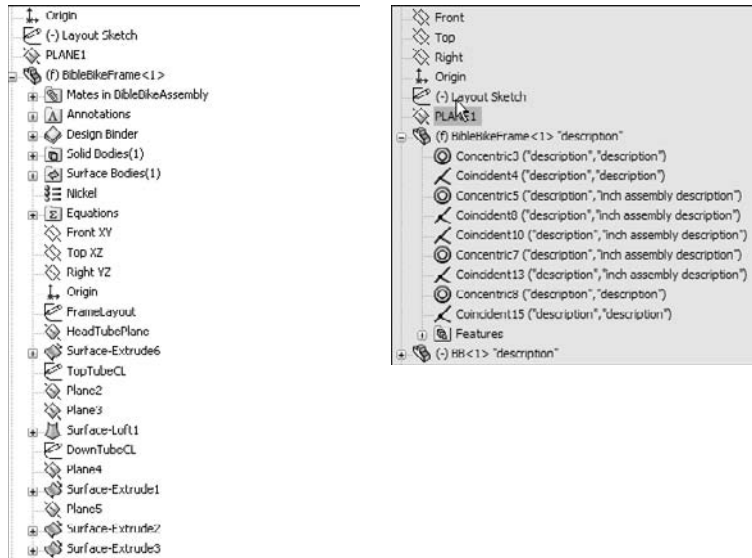 Origin
(-) Layout Sketch
PLANE1
(f) BibleBikeFrame<1>
Mates in BibleBikeAssembly
Annotations
Design Binder
Solid Bodies(1)
Surface Bodies(1)
Nickel
Equations
Front XY
Top XZ
Right YZ
Origin
FrameLayout
HeadTubePlane
Surface-Extrude6
TopTubeCL
Plane2
Plane3
Surface-Loft1
DownTubeCL
Plane4
Surface-Extrude1
Plane5
Surface-Extrude2
Surface-Extrude3
Front
Top
Right
Origin
(-) Layout Sketch
PLANE1
(f) BibleBikeFrame<1> "description"
Concentric3 ("description","description")
Coincident4 ("description","description")
Concentric5 ("description","inch assembly description")
Coincident8 ("description","inch assembly description")
Coincident10 ("description","inch assembly description")
Concentric7 ("description","inch assembly description")
Coincident13 ("description","inch assembly description")
Concentric8 ("description","description")
Coincident15 ("description","description")
Features
(-) BB<1> "description"